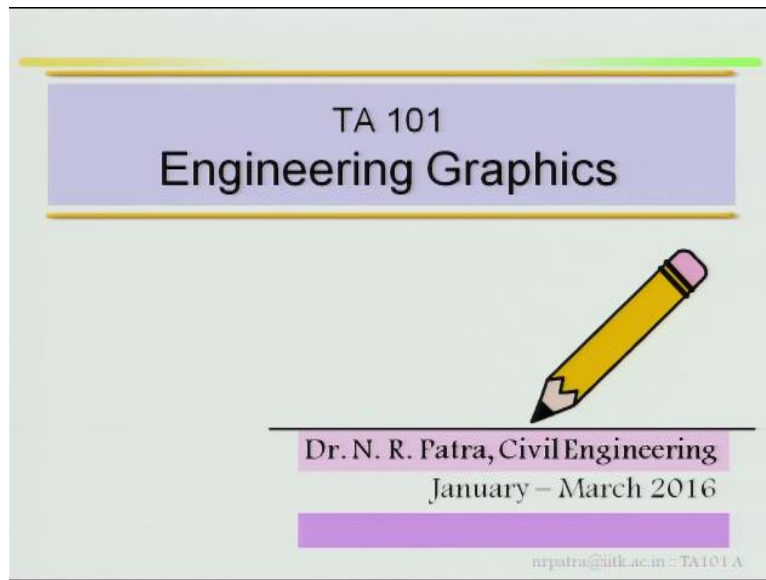 TA 101
Engineering Graphics
Dr. N. R. Patra, Civil Engineering
January – March 2016
nrpatra@iitk.ac.in :: TA101 A